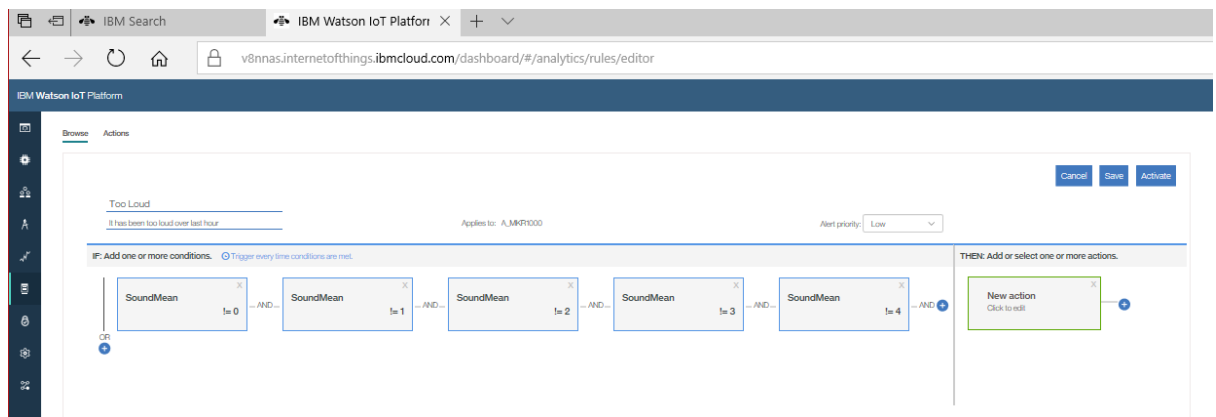 IBM Search
IBM Watson IoT Platforr
v8nnas.internetofthings.ibmcloud.com/dashboard/#/analytics/rules/editor
IBM Watson IoT Platform
Browse Actions
Cancel Save Activate
Too Loud
It has been too loud over last hour
Applies to: A_MKR1000
Alert priority: Low
IF: Add one or more conditions. Trigger every time conditions are met.
THEN: Add or select one or more actions.
SoundMean != 0 X
AND
SoundMean != 1 X
AND
SoundMean != 2 X
AND
SoundMean != 3 X
AND
SoundMean != 4 X
AND
New action X
Click to edit
OR